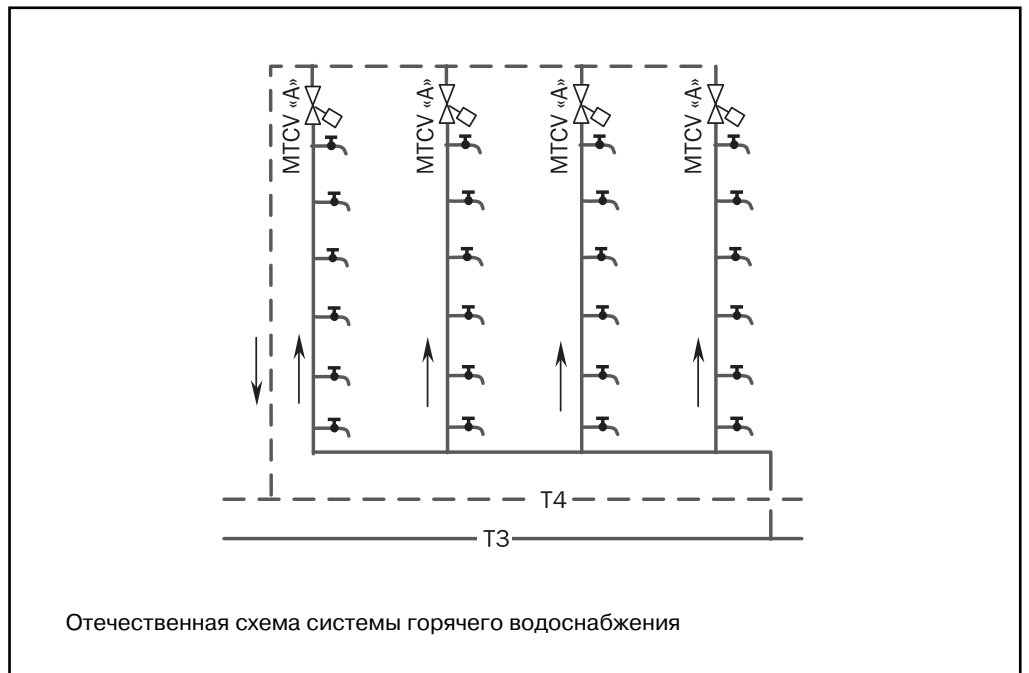 MTCV «A»
MTCV «A»
MTCV «A»
MTCV «A»
T4
T3
Отечественная схема системы горячего водоснабжения